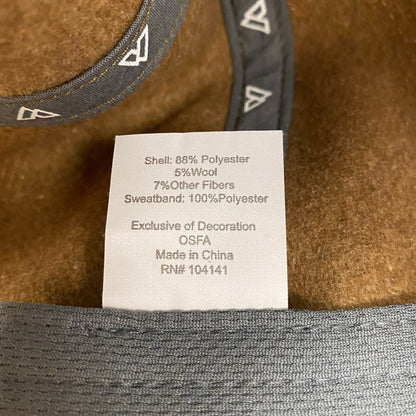 Shell: 88% Polyester
5%Wool
7%Other Fibers
Sweatband: 100%Polyester
Exclusive of Decoration
OSFA
Made in China
RN# 104141